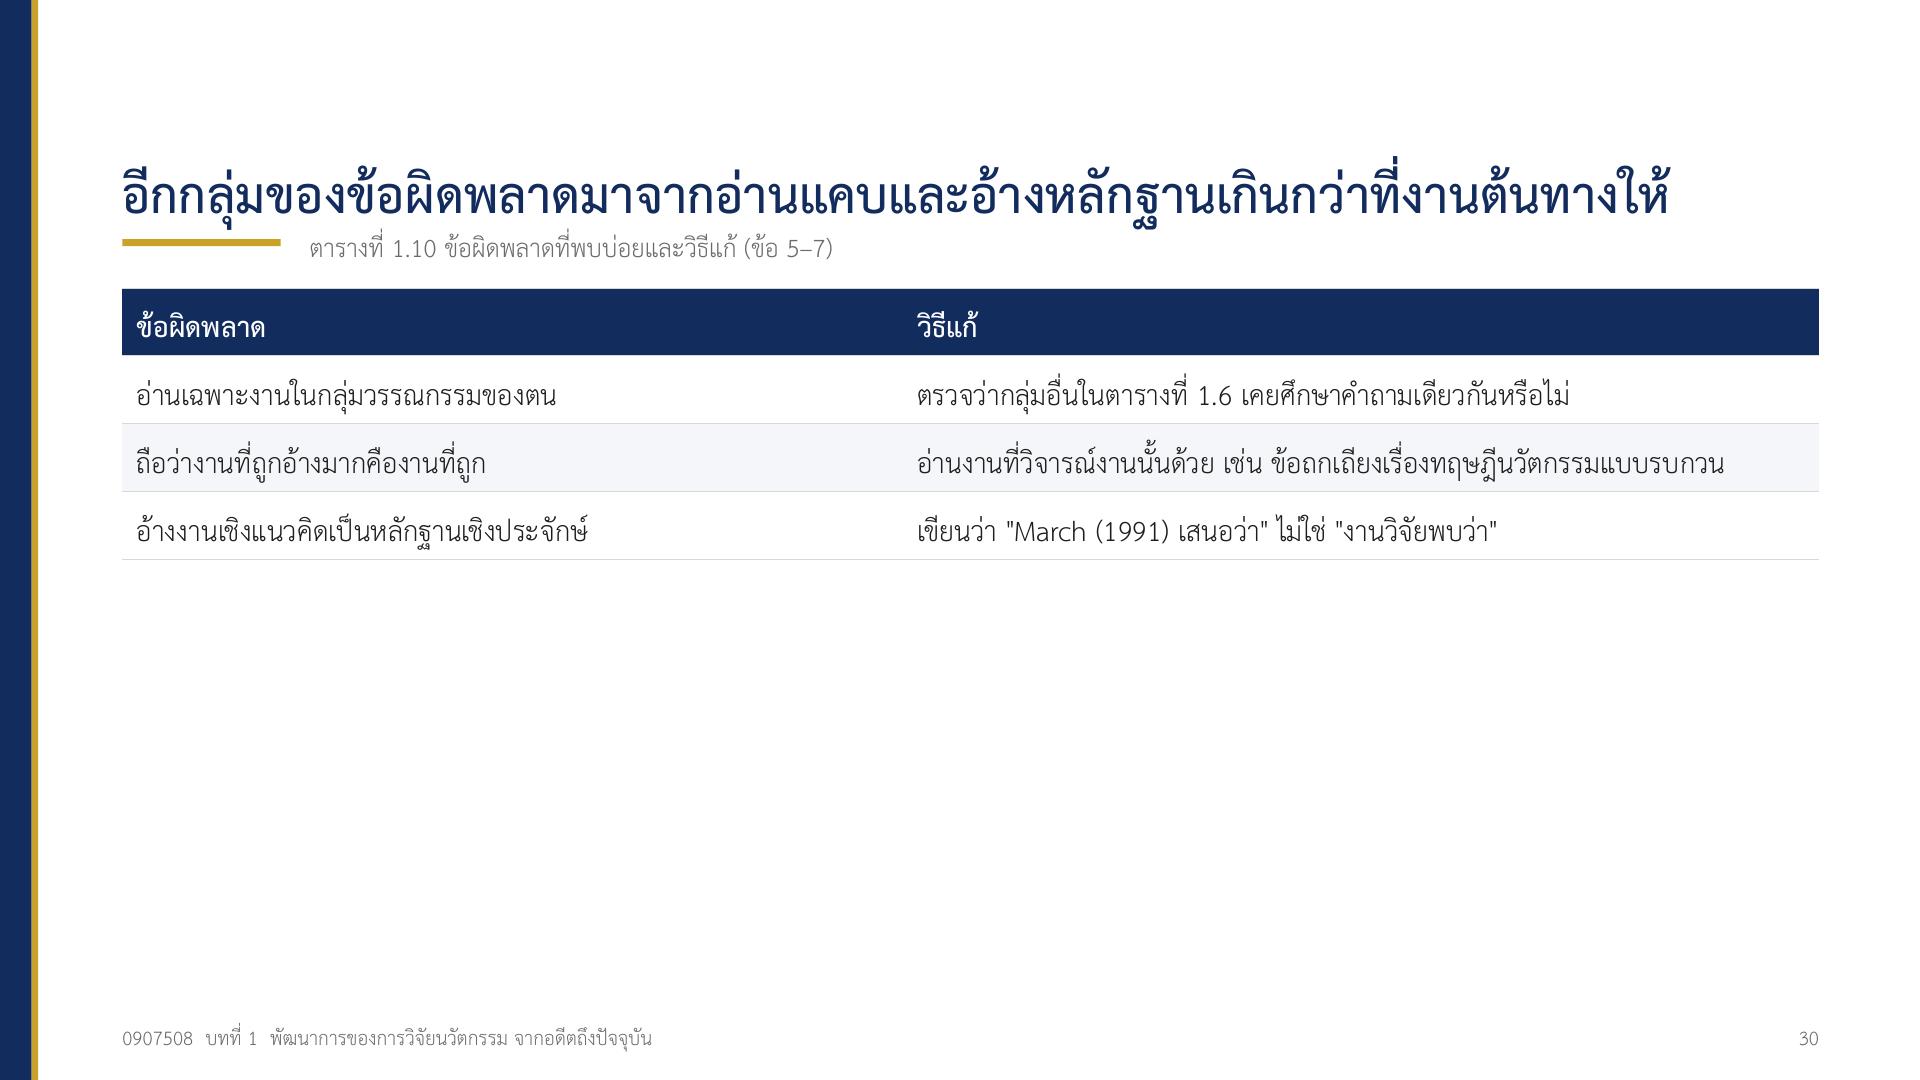 อีกกลุ่มของข้อผิดพลาดมาจากอ่านแคบและอ้างหลักฐานเกินกว่าที่งานต้นทางให้
ตารางที่ 1.10 ข้อผิดพลาดที่พบบ่อยและวิธีแก้ (ข้อ 5–7)
ข้อผิดพลาด วิธีแก้
อ่านเฉพาะงานในกลุ่มวรรณกรรมของตน ตรวจว่ากลุ่มอื่นในตารางที่ 1.6 เคยศึกษาคำถามเดียวกันหรือไม่
ถือว่างานที่ถูกอ้างมากคืองานที่ถูก อ่านงานที่วิจารณ์งานนั้นด้วย เช่น ข้อถกเถียงเรื่องทฤษฎีนวัตกรรมแบบรบกวน
อ้างงานเชิงแนวคิดเป็นหลักฐานเชิงประจักษ์ เขียนว่า "March (1991) เสนอว่า" ไม่ใช่ "งานวิจัยพบว่า"
0907508 บทที่ 1 พัฒนาการของการวิจัยนวัตกรรม จากอดีตถึงปัจจุบัน 30